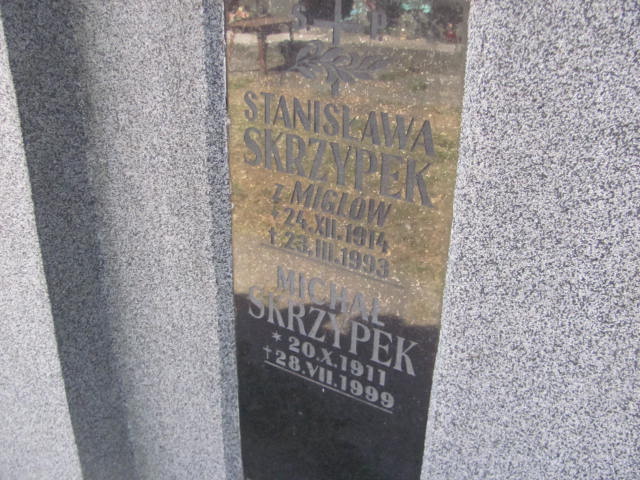 S P
STANISŁAWA
SKRZYPEK
z MIGŁÓW
* 24.XII.1914
† 23.III.1993
MICHAŁ
SKRZYPEK
* 20.X.1911
† 28.VII.1999